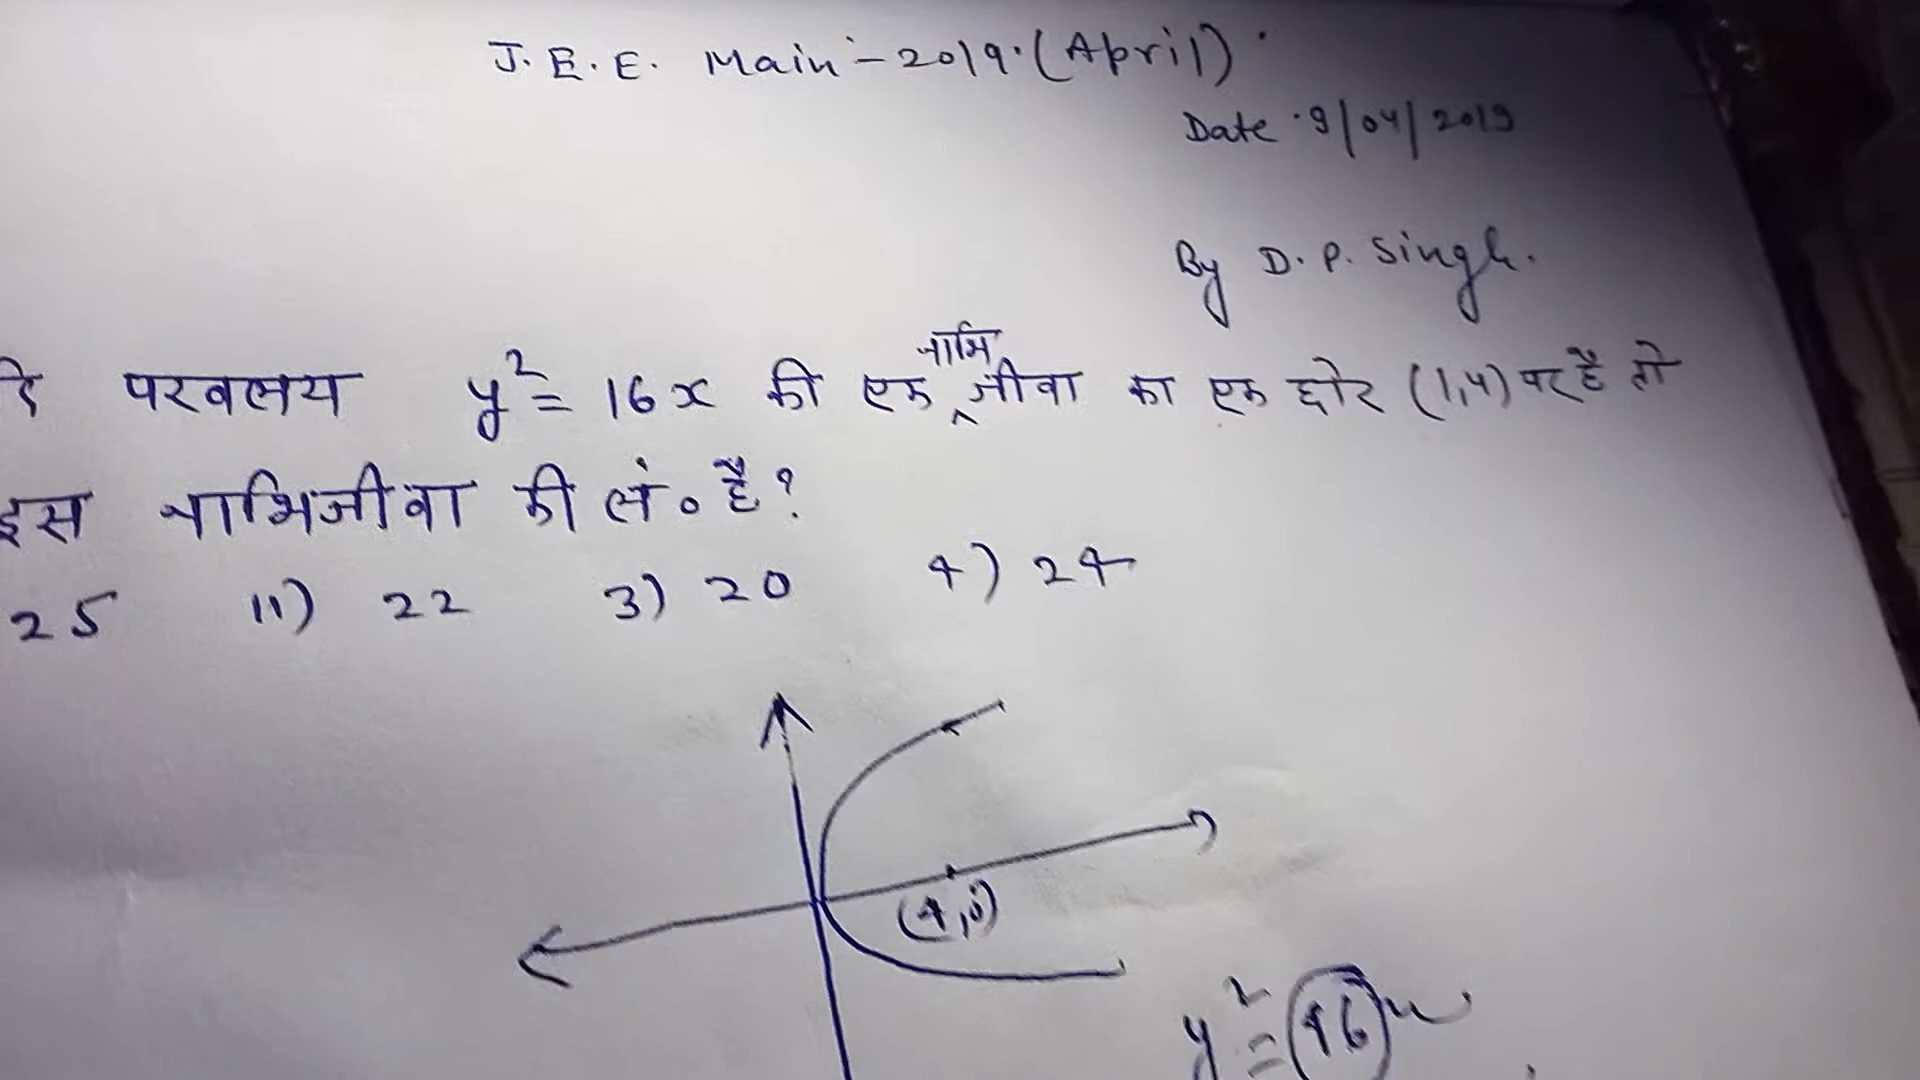 J.E.E. Main - 2019 (April)
Date 9/04/2019
By D.P. Singh.
दि परवलय y² = 16x की एक नाभि जीवा का एक छोर (1,4) पर है तो
इस नाभिजीवा की लं० है?
25 11) 22 3) 20 4) 24
(4,0)
y² = 16x